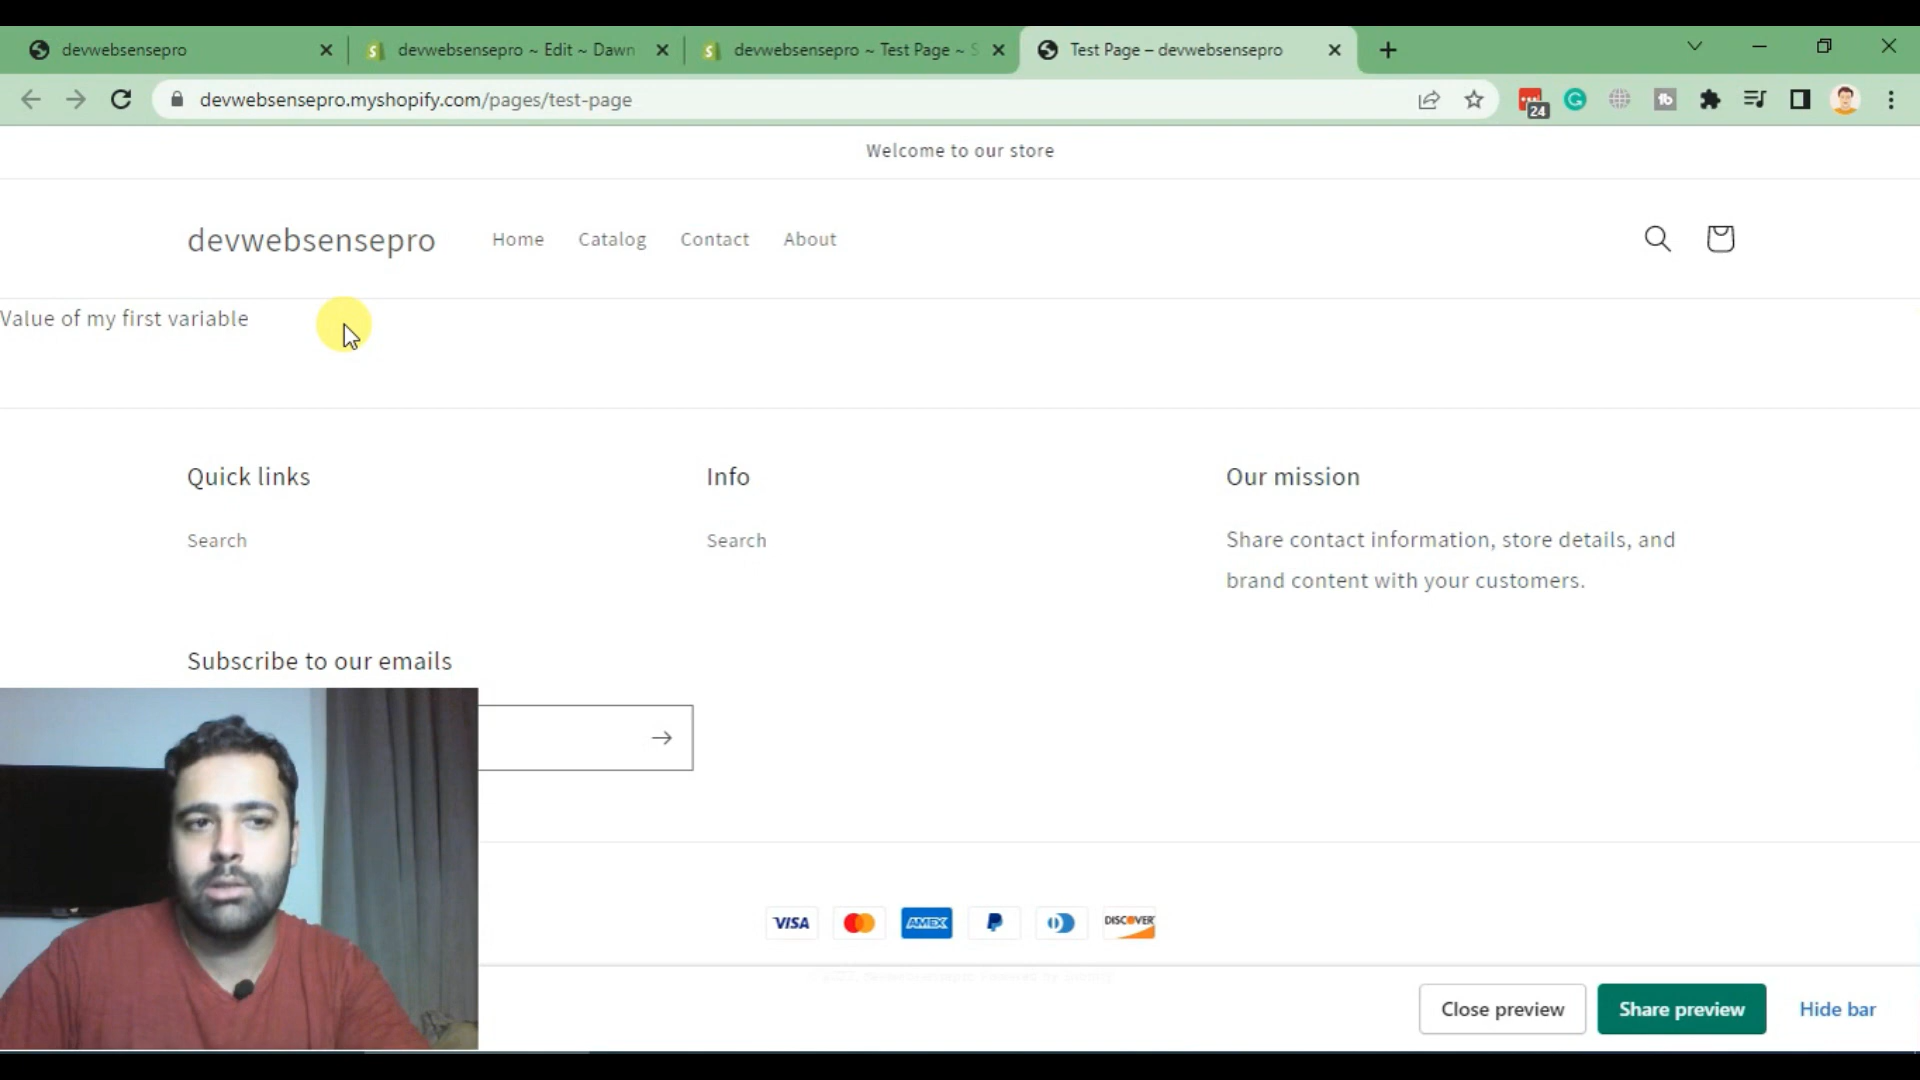 devwebsensepro
devwebsensepro ~ Edit ~ Dawn
devwebsensepro ~ Test Page ~ S
Test Page – devwebsensepro
devwebsensepro.myshopify.com/pages/test-page
24
Welcome to our store
devwebsensepro
Home
Catalog
Contact
About
Value of my first variable
Quick links
Info
Our mission
Search
Search
Share contact information, store details, and
brand content with your customers.
Subscribe to our emails
VISA
AMEX
DISCOVER
Close preview
Share preview
Hide bar